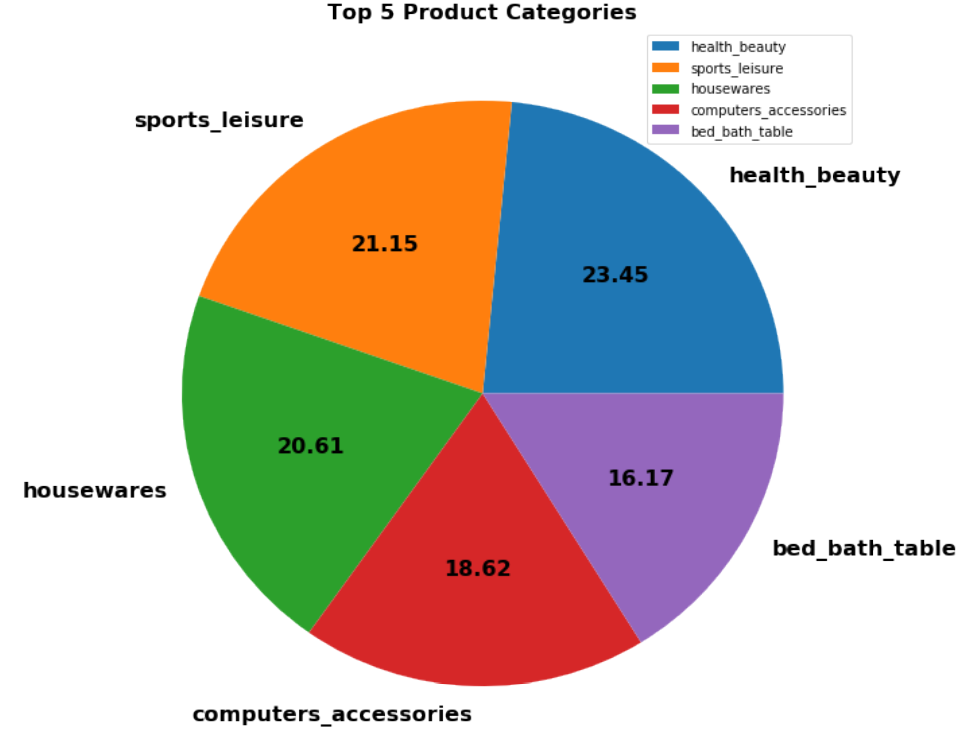 Top 5 Product Categories
health_beauty
sports_leisure
housewares
computers_accessories
bed_bath_table
sports_leisure
health_beauty
21.15
23.45
20.61
16.17
housewares
bed_bath_table
18.62
computers_accessories